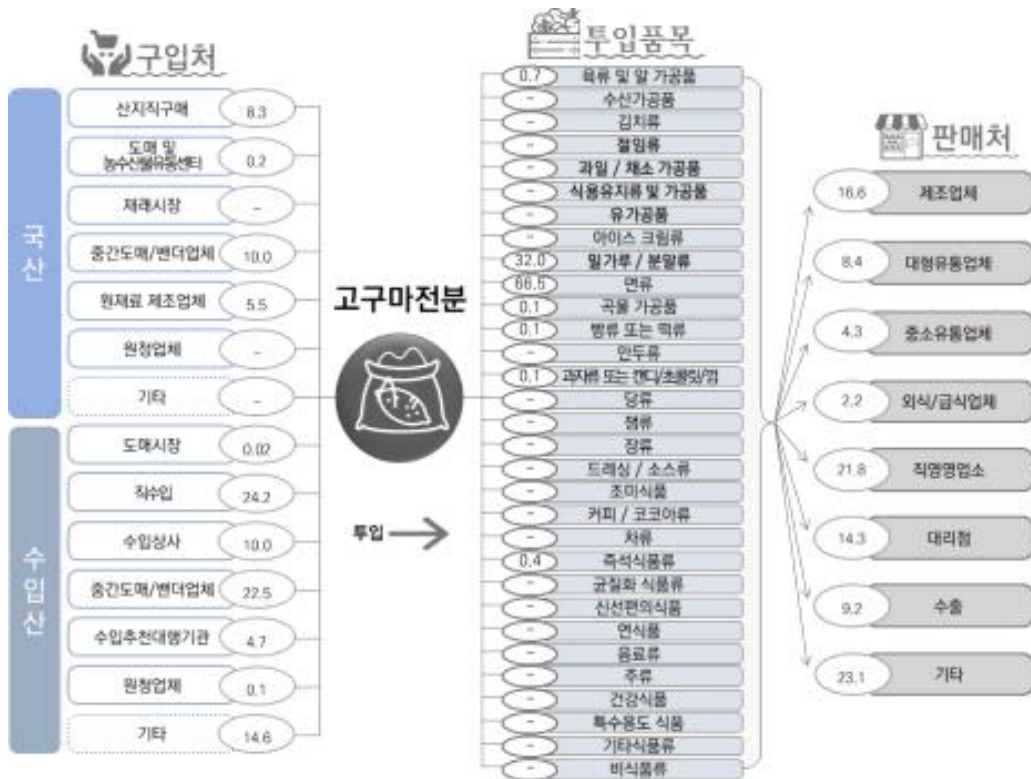 구입처
국산
산지직구매 8.3
도매 및
농수산물유통센터 0.2
재래시장 -
중간도매/밴더업체 10.0
원재료 제조업체 5.5
원청업체 -
기타 -
수입산
도매시장 0.02
직수입 24.2
수입상사 10.0
중간도매/밴더업체 22.5
수입추천대행기관 4.7
원청업체 0.1
기타 14.6
고구마전분
투입
투입품목
0.7 육류 및 알 가공품
- 수산가공품
- 김치류
- 절임류
- 과일 / 채소 가공품
- 식용유지류 및 가공품
- 유가공품
- 아이스 크림류
32.0 밀가루 / 분말류
66.5 면류
0.1 곡물 가공품
0.1 빵류 또는 떡류
- 만두류
0.1 과자류 또는 캔디/초콜릿/껌
- 당류
- 잼류
- 장류
- 드레싱 / 소스류
- 조미식품
- 커피 / 코코아류
- 차류
0.4 즉석식품류
- 균질화 식품류
- 신선편의식품
- 연식품
- 음료류
- 주류
- 건강식품
- 특수용도 식품
- 기타식품류
- 비식품류
판매처
16.6 제조업체
8.4 대형유통업체
4.3 중소유통업체
2.2 외식/급식업체
21.8 직영영업소
14.3 대리점
9.2 수출
23.1 기타